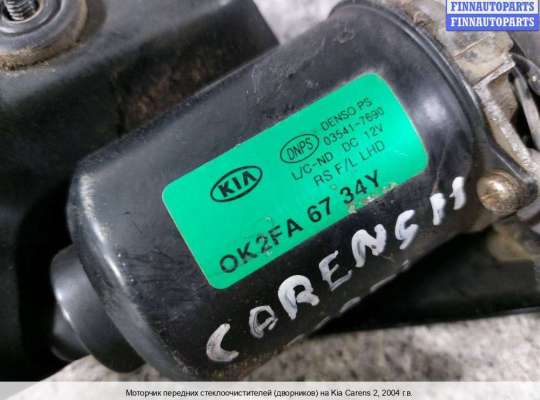 FINNAUTOPARTS
FINNAUTOPARTS
KIA
DNPS
DENSO PS
03541-7690
L/C-ND DC 12V
RS F/L LHD
OK2FA 67 34Y
CARENS II
Моторчик передних стеклоочистителей (дворников) на Kia Carens 2, 2004 г.в.